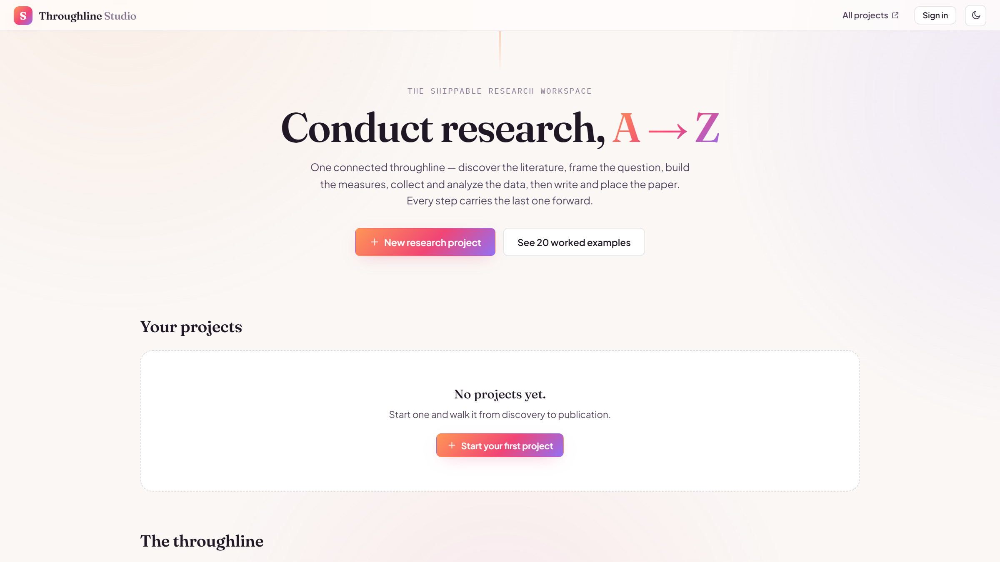 S Throughline Studio
All projects
Sign in
THE SHIPPABLE RESEARCH WORKSPACE
Conduct research, A → Z
One connected throughline — discover the literature, frame the question, build
the measures, collect and analyze the data, then write and place the paper.
Every step carries the last one forward.
+ New research project
See 20 worked examples
Your projects
No projects yet.
Start one and walk it from discovery to publication.
+ Start your first project
The throughline